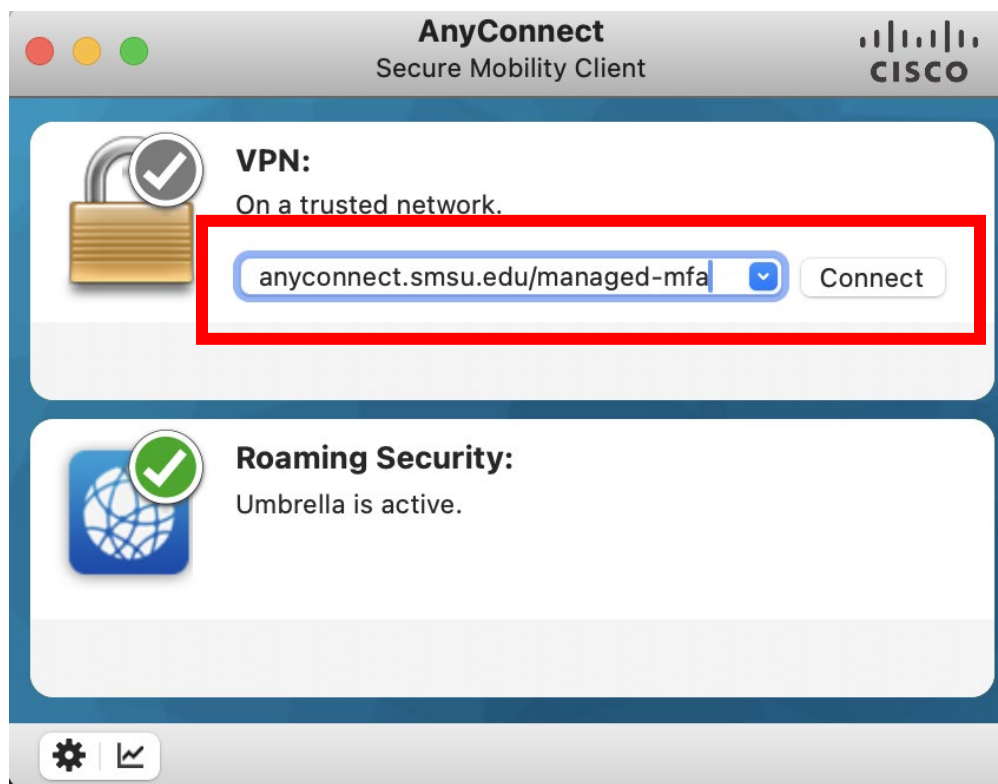 AnyConnect
Secure Mobility Client
CISCO
VPN:
On a trusted network.
anyconnect.smsu.edu/managed-mfa
Connect
Roaming Security:
Umbrella is active.